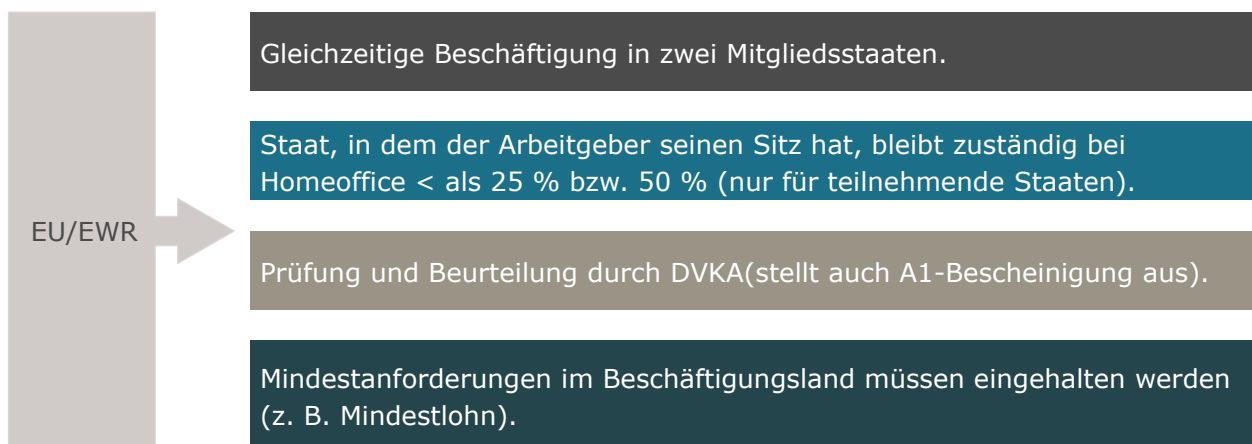 EU/EWR
Gleichzeitige Beschäftigung in zwei Mitgliedsstaaten.
Staat, in dem der Arbeitgeber seinen Sitz hat, bleibt zuständig bei
Homeoffice < als 25 % bzw. 50 % (nur für teilnehmende Staaten).
Prüfung und Beurteilung durch DVKA(stellt auch A1-Bescheinigung aus).
Mindestanforderungen im Beschäftigungsland müssen eingehalten werden
(z. B. Mindestlohn).